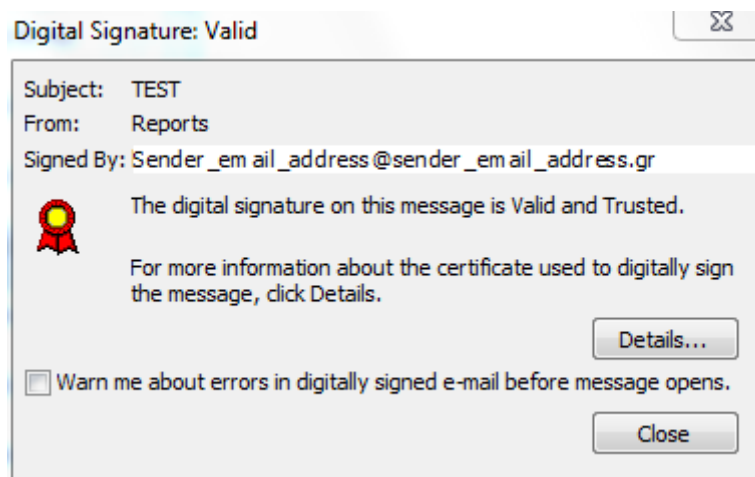 Digital Signature: Valid
Subject: TEST
From: Reports
Signed By: Sender_email_address@sender_email_address.gr
The digital signature on this message is Valid and Trusted.
For more information about the certificate used to digitally sign
the message, click Details.
Details...
Warn me about errors in digitally signed e-mail before message opens.
Close